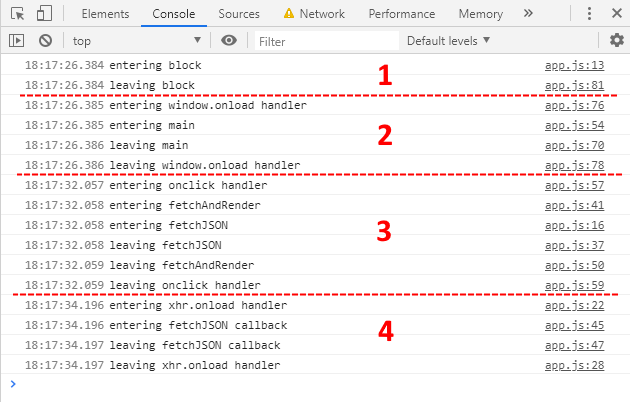 Elements Console Sources Network Performance Memory »
top Filter Default levels
18:17:26.384 entering block app.js:13
18:17:26.384 leaving block app.js:81
1
18:17:26.385 entering window.onload handler app.js:76
18:17:26.385 entering main app.js:54
2
18:17:26.386 leaving main app.js:70
18:17:26.386 leaving window.onload handler app.js:78
18:17:32.057 entering onclick handler app.js:57
18:17:32.058 entering fetchAndRender app.js:41
18:17:32.058 entering fetchJSON app.js:16
3
18:17:32.058 leaving fetchJSON app.js:37
18:17:32.059 leaving fetchAndRender app.js:50
18:17:32.059 leaving onclick handler app.js:59
18:17:34.196 entering xhr.onload handler app.js:22
18:17:34.196 entering fetchJSON callback app.js:45
4
18:17:34.197 leaving fetchJSON callback app.js:47
18:17:34.197 leaving xhr.onload handler app.js:28